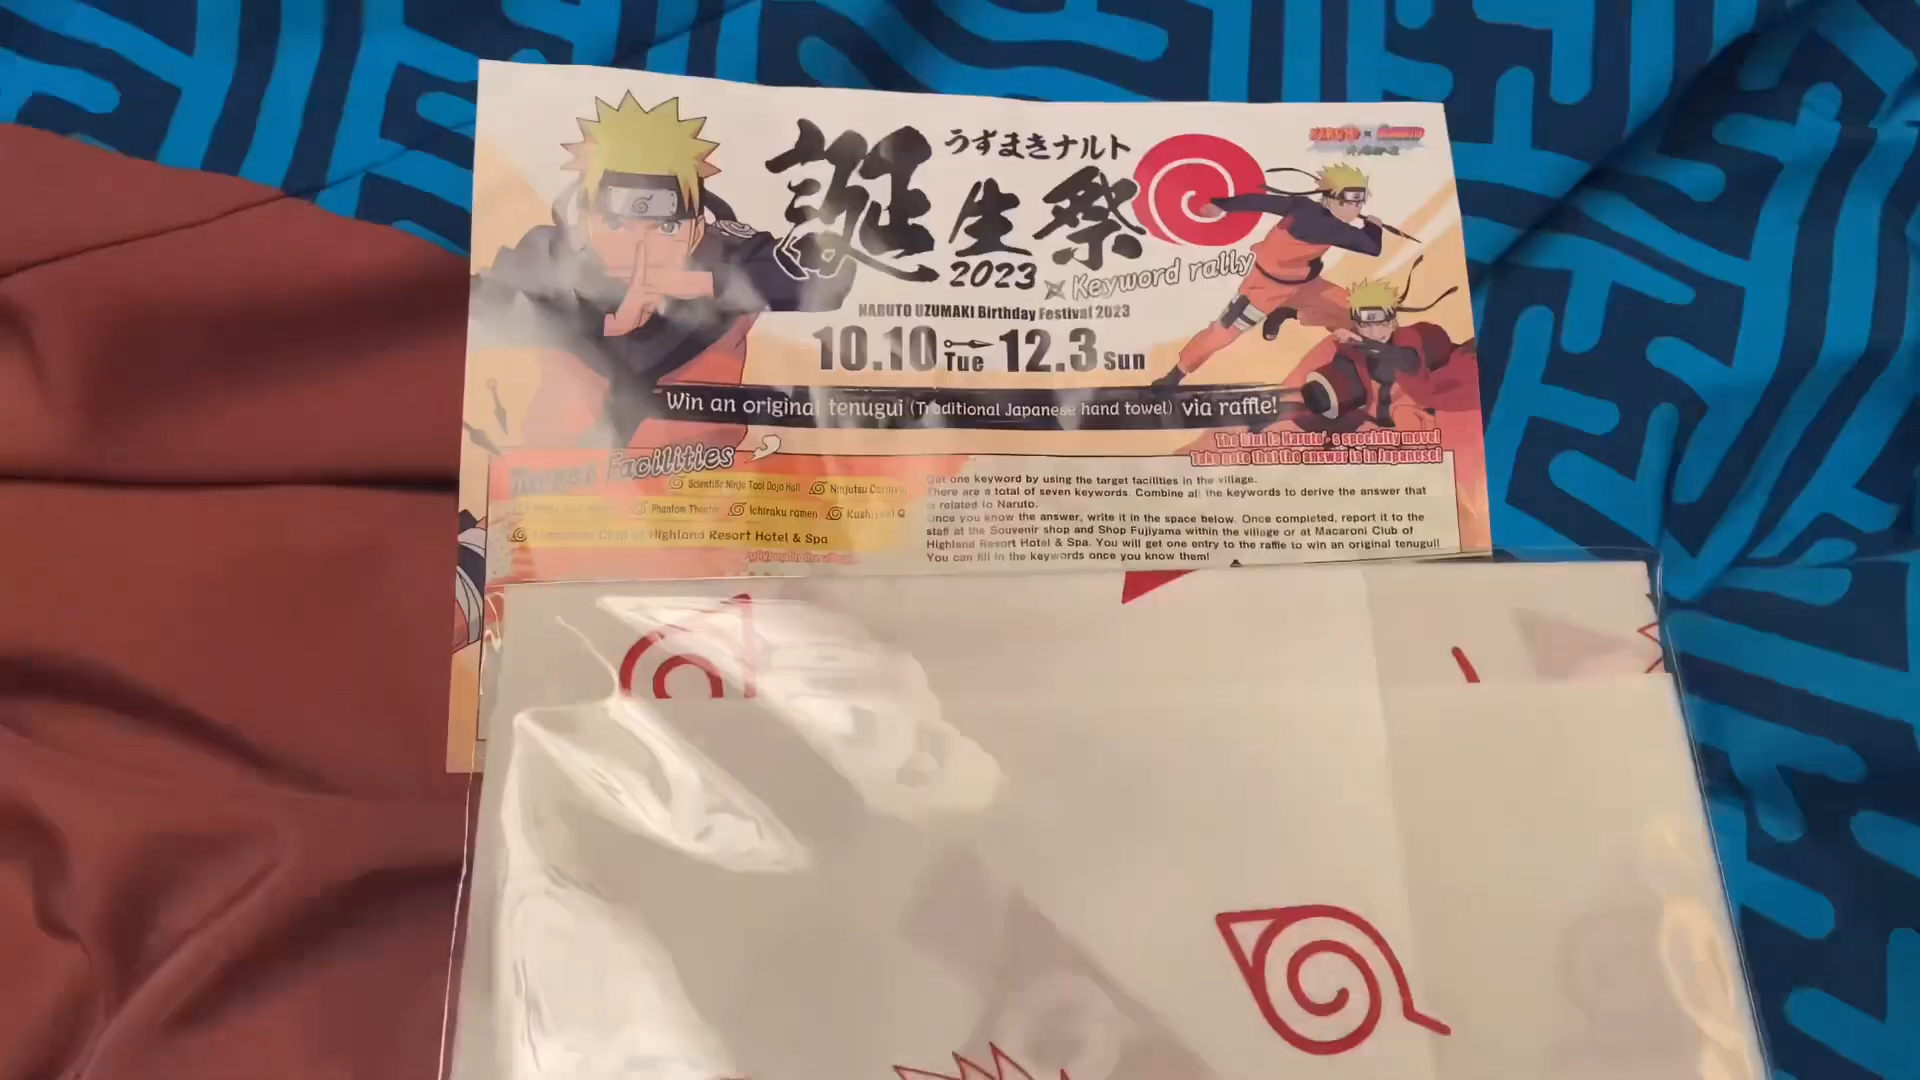 うずまきナルト
誕生祭
2023
Keyword rally
NARUTO UZUMAKI Birthday Festival 2023
10.10 Tue 12.3 Sun
Win an original tenugui (Traditional Japanese hand towel) via raffle!
The hint is Naruto's specialty move!
Take note that the answer is in Japanese!
Target Facilities
Scientific Ninja Tool Dojo Hall Ninjutsu Carnival
Phantom Theater Ichiraku ramen Kashiyaki Q
Club of Highland Resort Hotel & Spa
Get one keyword by using the target facilities in the village.
There are a total of seven keywords. Combine all the keywords to derive the answer that
is related to Naruto.
Once you know the answer, write it in the space below. Once completed, report it to the
staff at the Souvenir shop and Shop Fujiyama within the village or at Macaroni Club of
Highland Resort Hotel & Spa. You will get one entry to the raffle to win an original tenugui!
You can fill in the keywords once you know them!